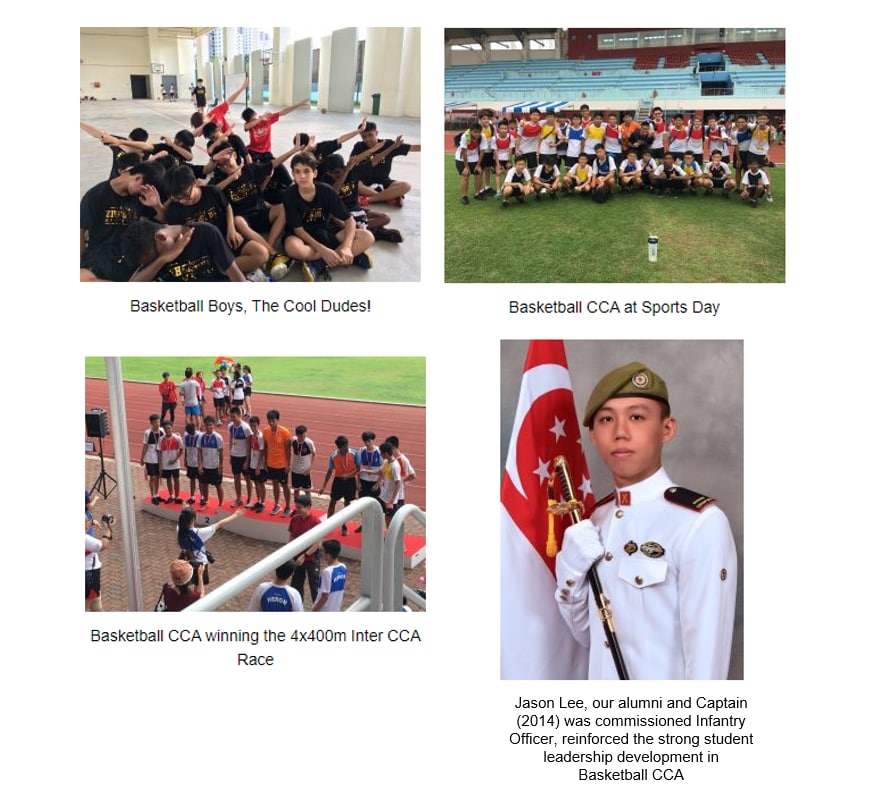 Basketball Boys, The Cool Dudes!
Basketball CCA at Sports Day
2
HERON
Basketball CCA winning the 4x400m Inter CCA
Race
Jason Lee, our alumni and Captain
(2014) was commissioned Infantry
Officer, reinforced the strong student
leadership development in
Basketball CCA